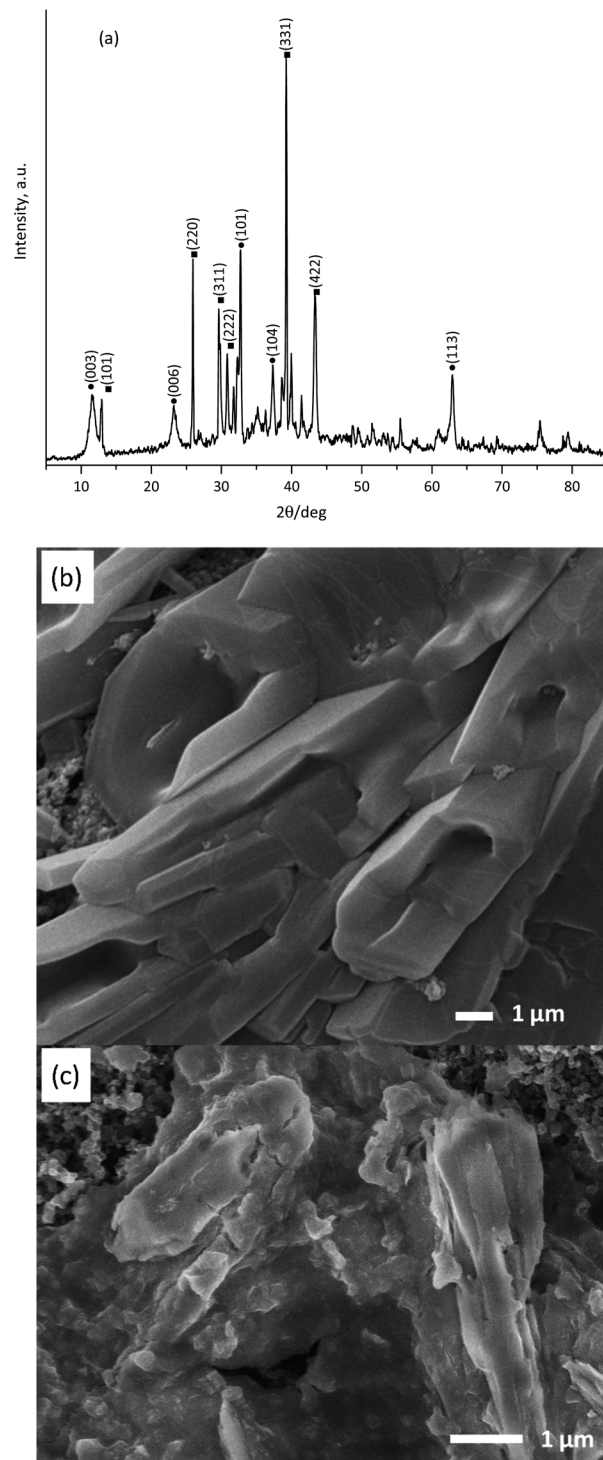 (a)
(331)
(220)
(101)
(311)
(422)
(222)
(003)
(101)
(104)
(006)
(113)
Intensity, a.u.
10 20 30 40 50 60 70 80
2θ/deg
(b)
1 μm
(c)
1 μm